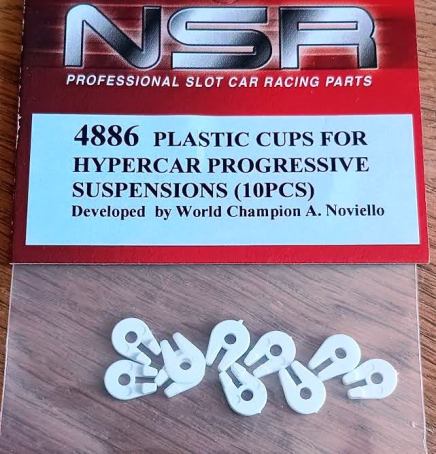 NSR
PROFESSIONAL SLOT CAR RACING PARTS
4886 PLASTIC CUPS FOR
HYPERCAR PROGRESSIVE
SUSPENSIONS (10PCS)
Developed by World Champion A. Noviello